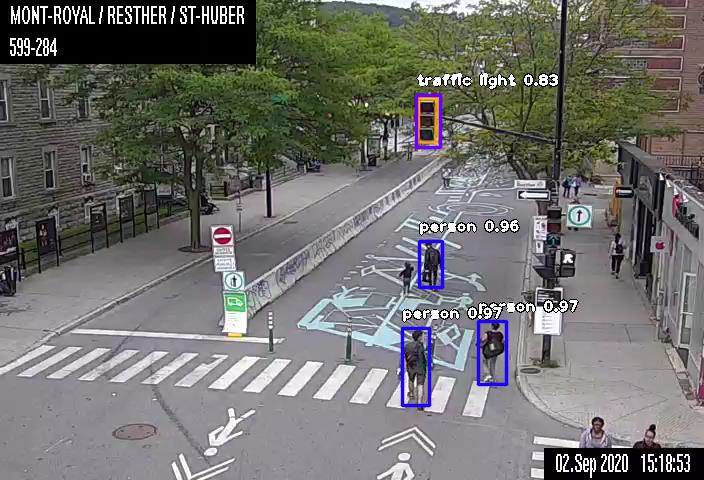 MONT-ROYAL / RESTHER / ST-HUBER
599-284
traffic light 0.83
person 0.96
person 0.97
person 0.97
02.Sep 2020 15:18:53